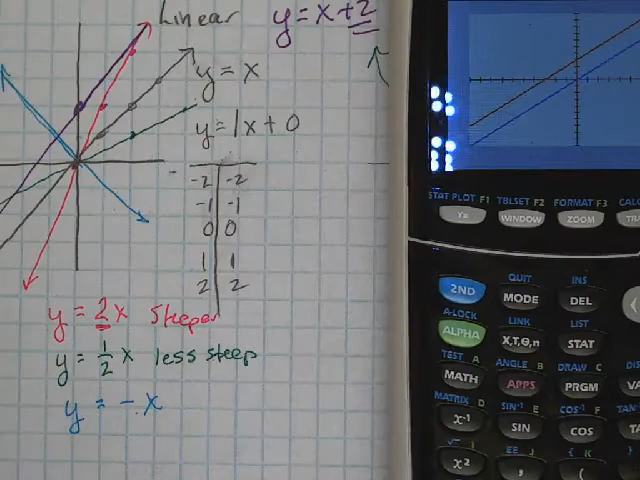 Linear
y = x + 2
y = x
y = 1x + 0
-2 -2
-1 -1
0 0
1 1
2 2
y = 2x Steeper
y = 1/2 x less steep
y = -x
STAT PLOT F1 TBLSET F2 FORMAT F3 CALC
Y= WINDOW ZOOM
QUIT INS
2ND MODE DEL
A-LOCK LINK LIST
ALPHA X,T,Θ,n STAT
TEST A ANGLE B DRAW C
MATH APPS PRGM
MATRIX D SIN⁻¹ E COS⁻¹ F
x⁻¹ SIN COS
EE J
x² , (